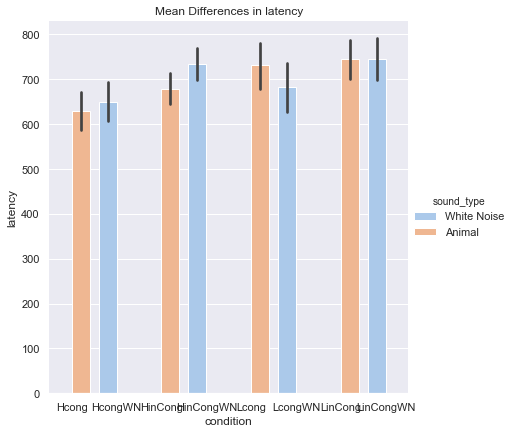 Mean Differences in latency
800
700
600
500
400
300
200
100
0
latency
Hcong HcongWN HinCong HinCongWN Lcong LcongWN LinCong LinCongWN
condition
sound_type
White Noise
Animal